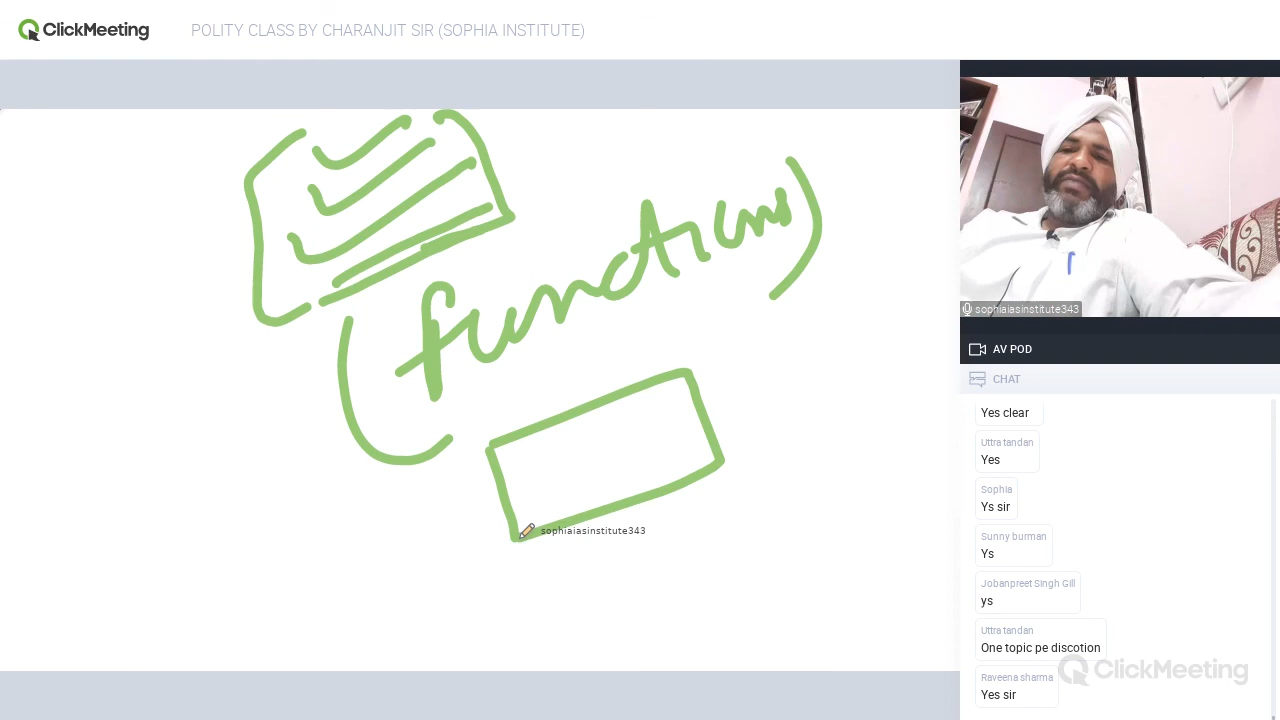 ClickMeeting
POLITY CLASS BY CHARANJIT SIR (SOPHIA INSTITUTE)
(functions)
sophiaiasinstitute343
sophiaiasinstitute343
AV POD
CHAT
Yes clear
Uttra tandan
Yes
Sophia
Ys sir
Sunny burman
Ys
Jobanpreet Singh Gill
ys
Uttra tandan
One topic pe discotion
Raveena sharma
Yes sir
ClickMeeting